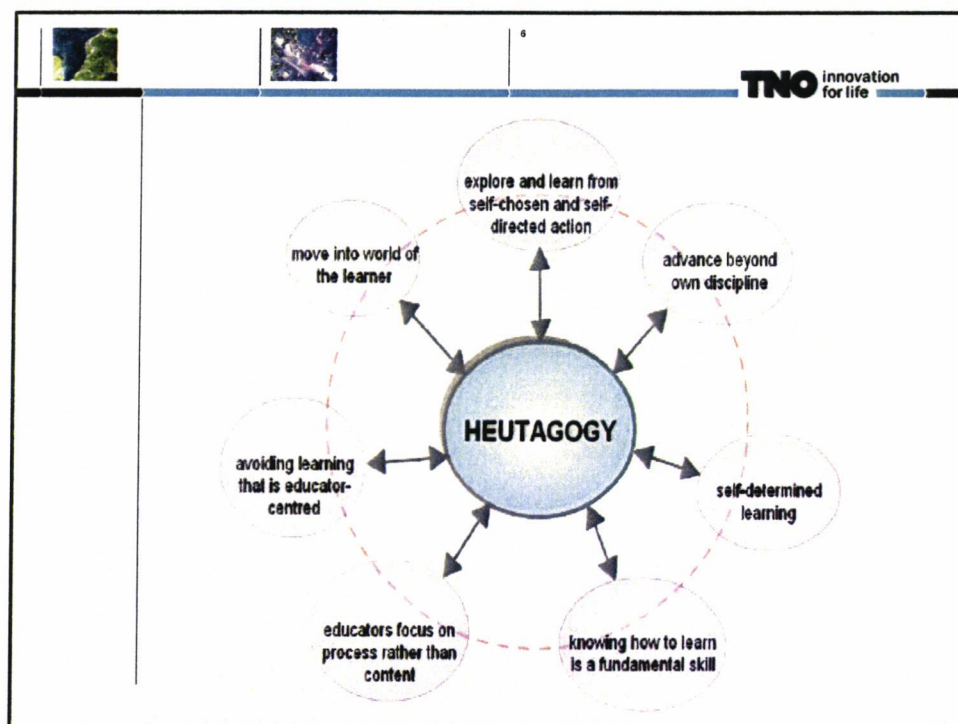 6
TNO innovation
for life
explore and learn from
self-chosen and self-
directed action
move into world of
the learner
advance beyond
own discipline
HEUTAGOGY
avoiding learning
that is educator-
centred
self-determined
learning
educators focus on
process rather than
content
knowing how to learn
is a fundamental skill